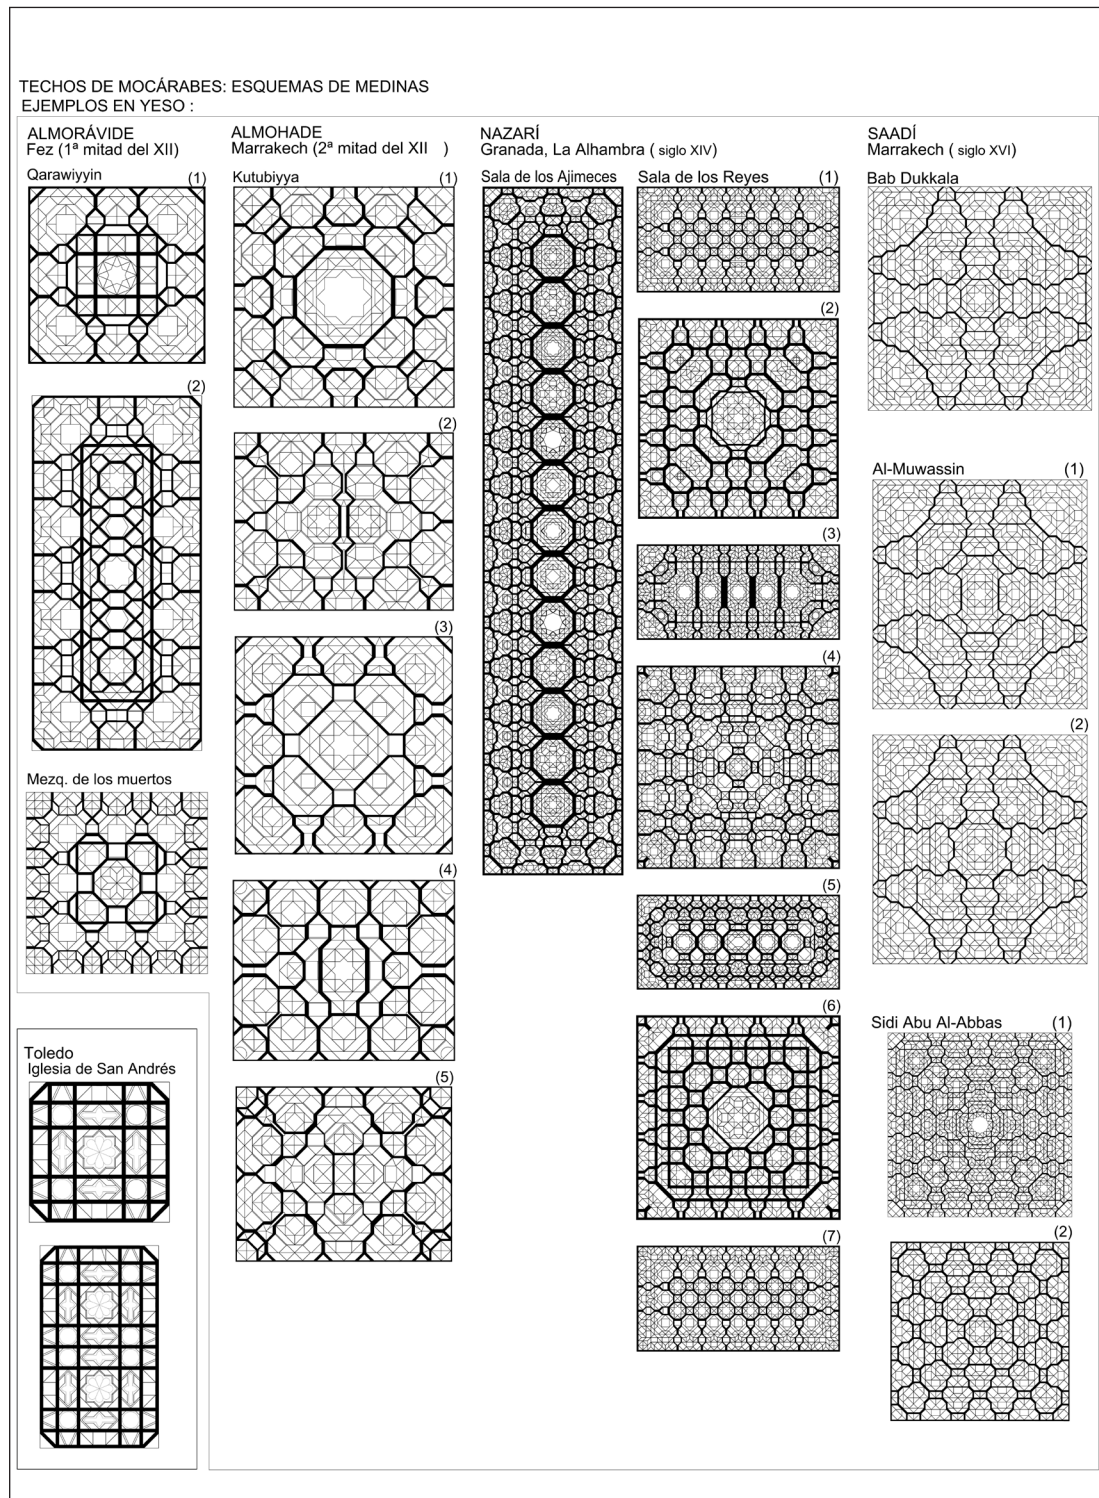 TECHOS DE MOCÁRABES: ESQUEMAS DE MEDINAS
EJEMPLOS EN YESO :
ALMORÁVIDE
Fez (1ª mitad del XII)
Qarawiyyin (1)
(2)
Mezq. de los muertos
Toledo
Iglesia de San Andrés
ALMOHADE
Marrakech (2ª mitad del XII )
Kutubiyya (1)
(2)
(3)
(4)
(5)
NAZARÍ
Granada, La Alhambra ( siglo XIV)
Sala de los Ajimeces
Sala de los Reyes (1)
(2)
(3)
(4)
(5)
(6)
(7)
SAADÍ
Marrakech ( siglo XVI)
Bab Dukkala
Al-Muwassin (1)
(2)
Sidi Abu Al-Abbas (1)
(2)